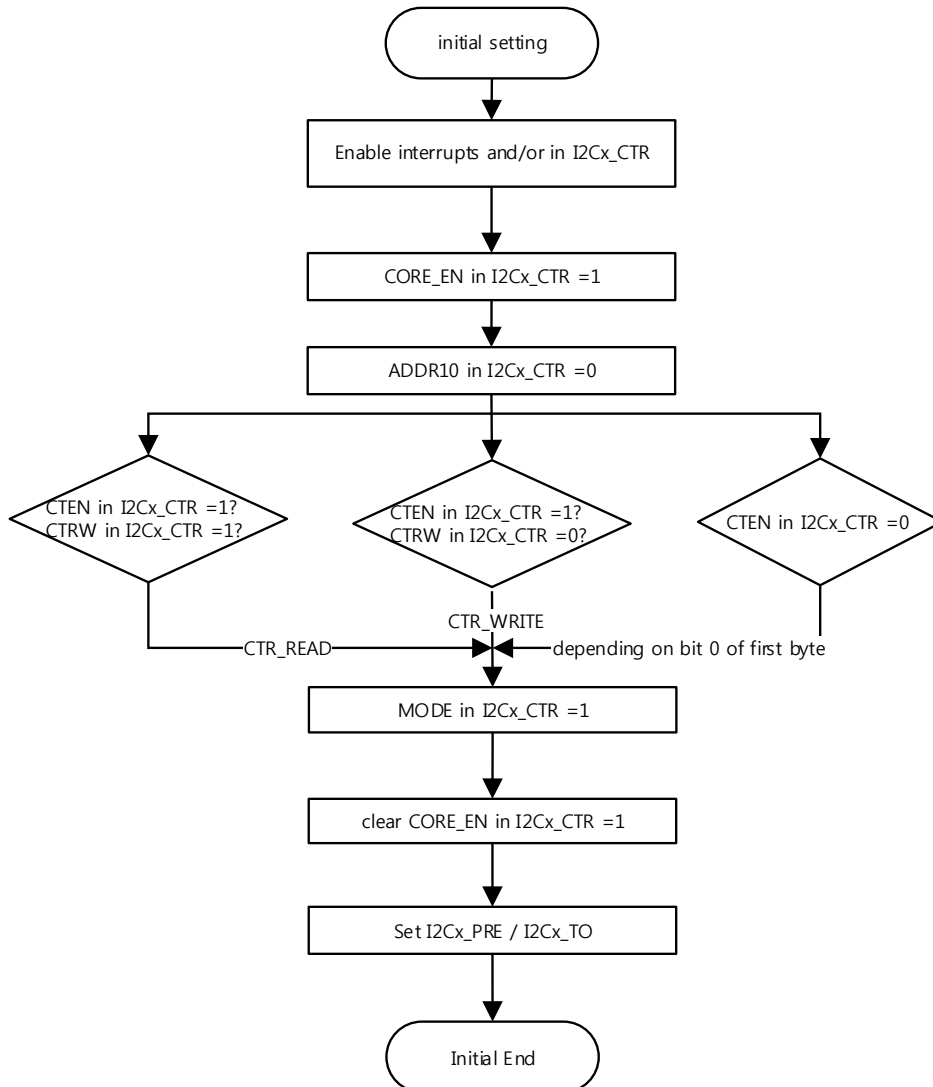 initial setting
Enable interrupts and/or in I2Cx_CTR
CORE_EN in I2Cx_CTR =1
ADDR10 in I2Cx_CTR =0
CTEN in I2Cx_CTR =1?
CTRW in I2Cx_CTR =1?
CTEN in I2Cx_CTR =1?
CTRW in I2Cx_CTR =0?
CTEN in I2Cx_CTR =0
CTR_WRITE
CTR_READ
depending on bit 0 of first byte
MODE in I2Cx_CTR =1
clear CORE_EN in I2Cx_CTR =1
Set I2Cx_PRE / I2Cx_TO
Initial End